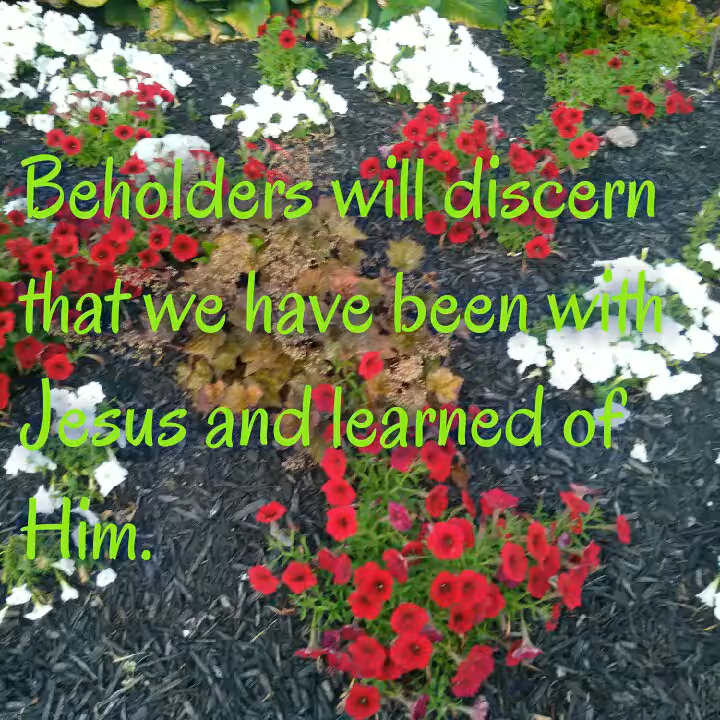 Beholders will discern
that we have been with
Jesus and learned of
Him.